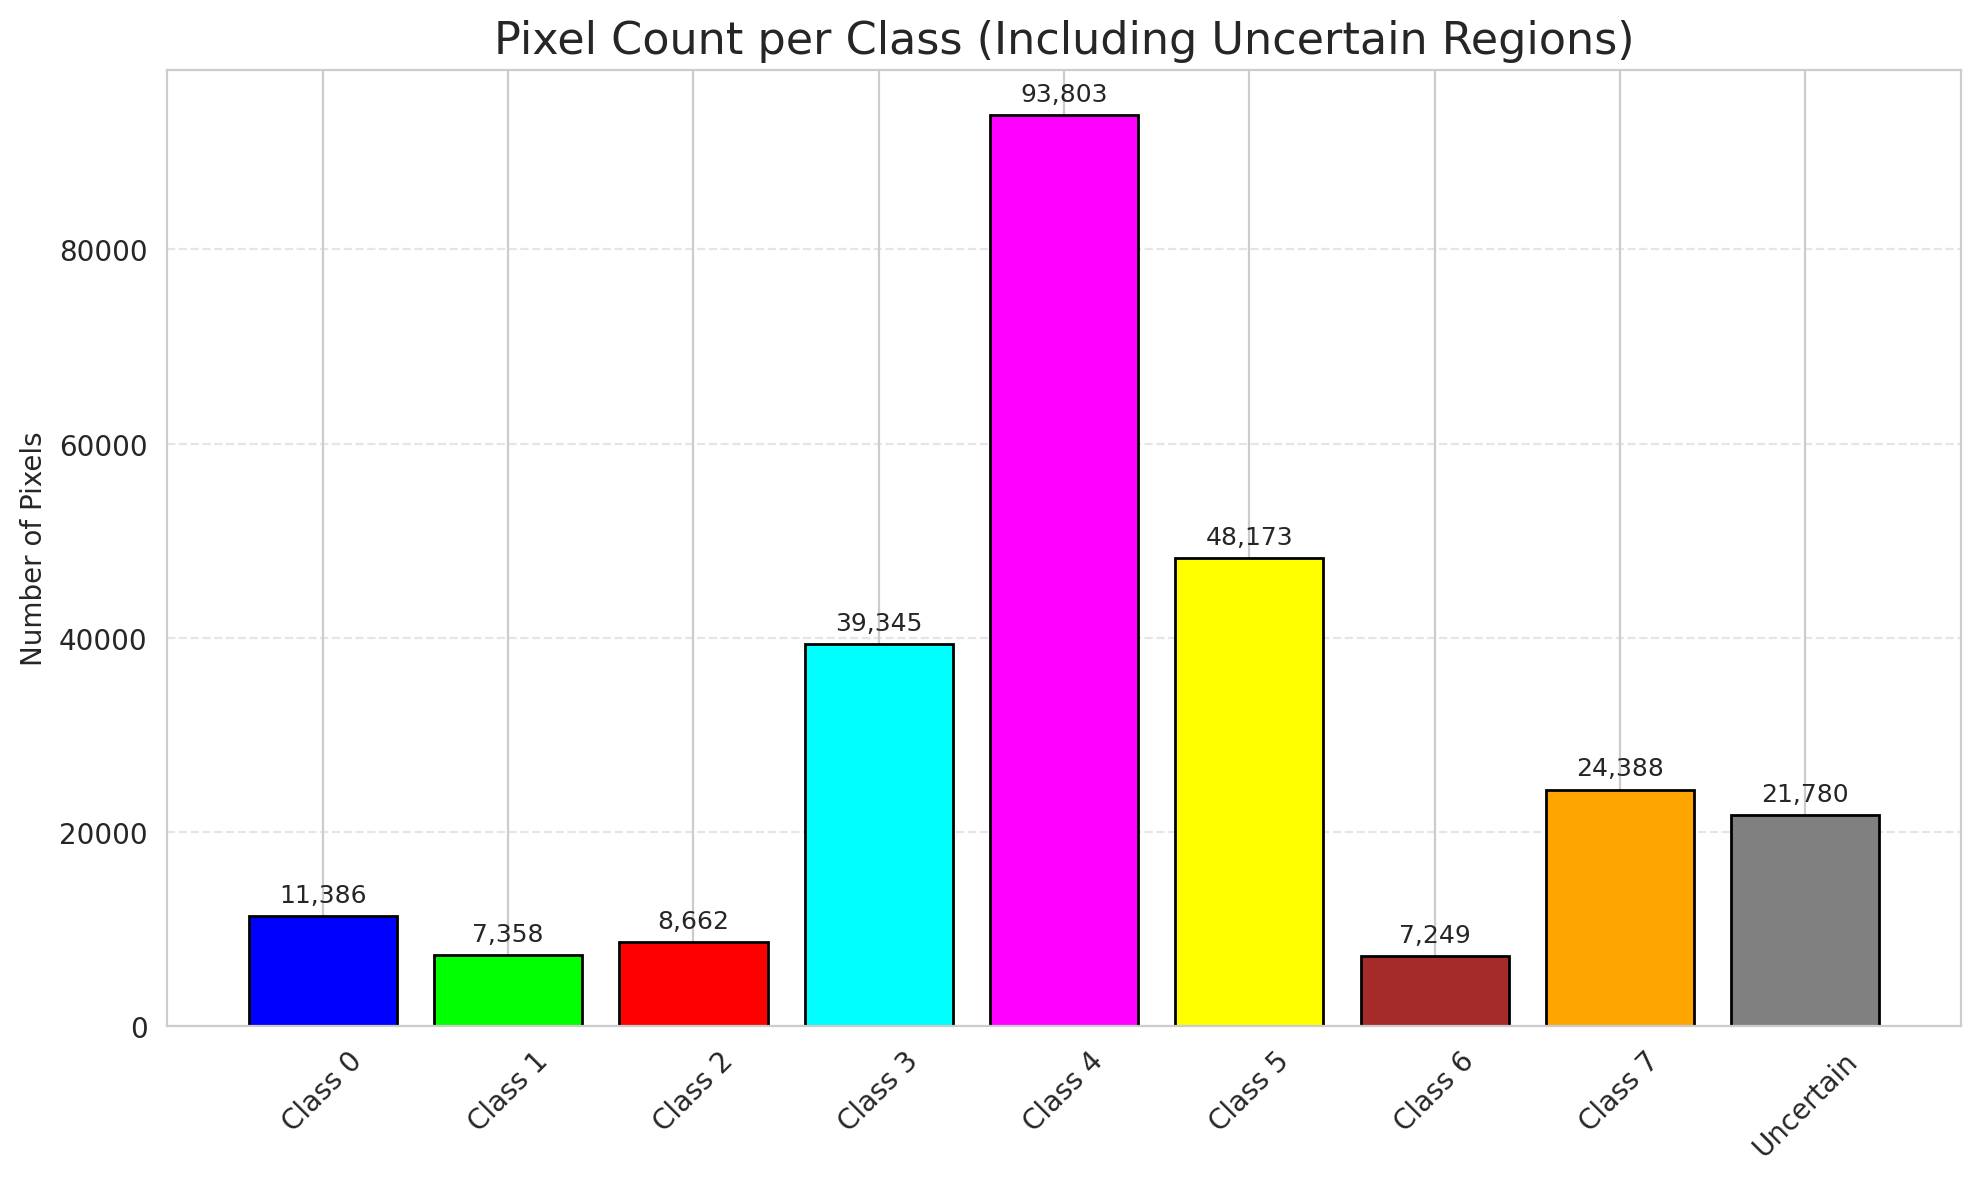 Pixel Count per Class (Including Uncertain Regions)
Number of Pixels
80000
60000
40000
20000
0
11,386
7,358
8,662
39,345
93,803
48,173
7,249
24,388
21,780
Class 0
Class 1
Class 2
Class 3
Class 4
Class 5
Class 6
Class 7
Uncertain